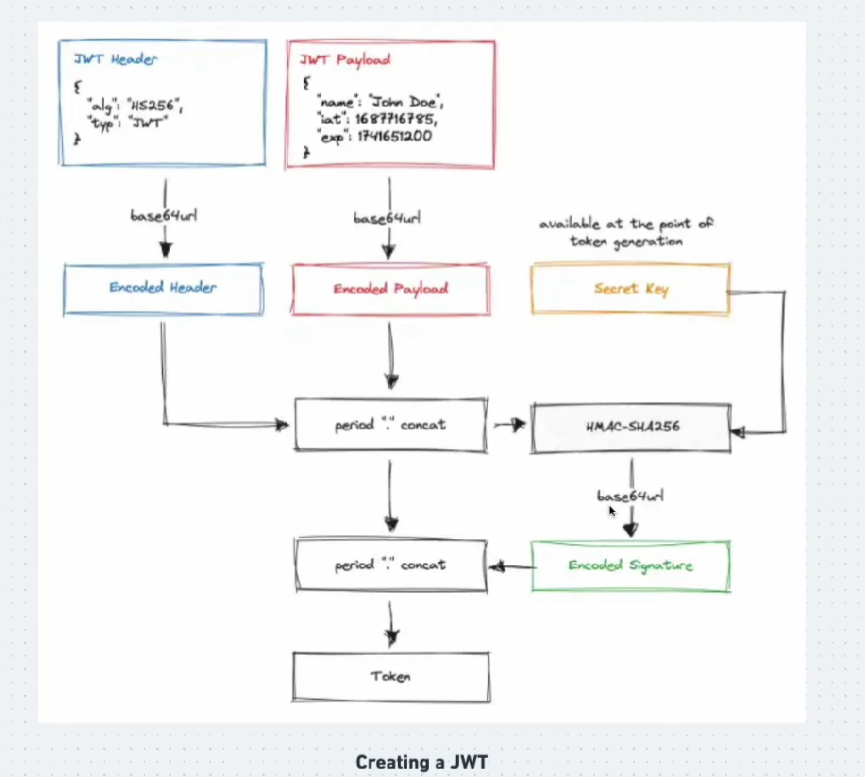 JWT Header
{
"alg": "HS256",
"typ": "JWT"
}
JWT Payload
{
"name": "John Doe",
"iat": 1687716785,
"exp": 1741651200
}
base64url
base64url
available at the point of
token generation
Encoded Header
Encoded Payload
Secret Key
period "." concat
HMAC-SHA256
base64url
period "." concat
Encoded Signature
Token
Creating a JWT